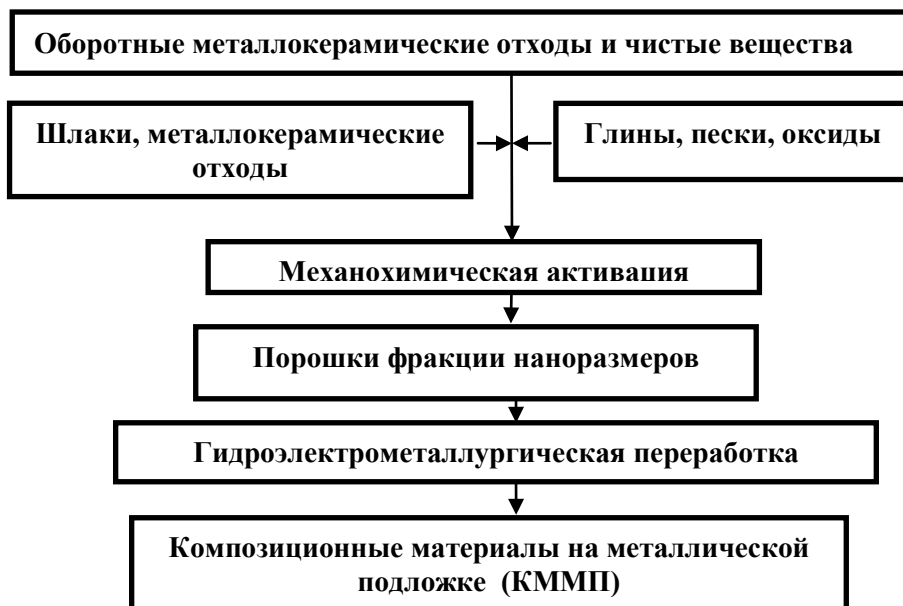 Оборотные металлокерамические отходы и чистые вещества
Шлаки, металлокерамические
отходы
Глины, пески, оксиды
Механохимическая активапия
Порошки фракции наноразмеров
Гидроэлектрометаллургическая переработка
Композиционные материалы на металлической
подложке (КММП)